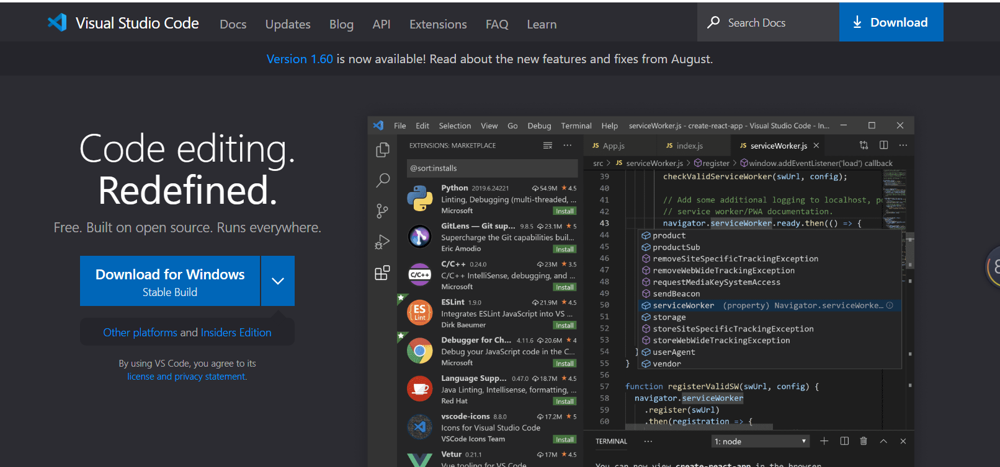 Visual Studio Code Docs Updates Blog API Extensions FAQ Learn Search Docs Download
Version 1.60 is now available! Read about the new features and fixes from August.
Code editing.
Redefined.
Free. Built on open source. Runs everywhere.
Download for Windows
Stable Build
Other platforms and Insiders Edition
By using VS Code, you agree to its
license and privacy statement.
File Edit Selection View Go Debug Terminal Help serviceWorker.js - create-react-app - Visual Studio Code - In...
EXTENSIONS: MARKETPLACE
@sort:installs
Python 2019.6.24221 54.9M 4.5
Linting, Debugging (multi-threaded, ...
Microsoft Install
GitLens — Git sup... 9.8.5 23.1M 5
Supercharge the Git capabilities buil...
Eric Amodio Install
C/C++
C/C++ 0.24.0 23M 3.5
C/C++ IntelliSense, debugging, and ...
Microsoft Install
ES
Lint
ESLint 1.9.0 21.9M 4.5
Integrates ESLint JavaScript into VS ...
Dirk Baeumer Install
Debugger for Ch... 4.11.6 20.6M 4
Debug your JavaScript code in the C...
Microsoft Install
Language Supp... 0.47.0 18.7M 4.5
Java Linting, Intellisense, formatting, ...
Red Hat Install
vscode-icons 8.8.0 17.2M 5
Icons for Visual Studio Code
VSCode Icons Team Install
Vetur 0.21.1 17M 4.5
Vue tooling for VS Code
JS App.js JS index.js JS serviceWorker.js
src > JS serviceWorker.js > register > window.addEventListener('load') callback
39 checkValidServiceWorker(swUrl, config);
40
41 // Add some additional logging to localhost, po
42 // service worker/PWA documentation.
43 navigator.serviceWorker.ready.then(() => {
44 product
45 productSub
46 removeSiteSpecificTrackingException
47 removeWebWideTrackingException
48 requestMediaKeySystemAccess
49 sendBeacon
50 serviceWorker (property) Navigator.serviceWorke...
51 storage
52 storeSiteSpecificTrackingException
53 storeWebWideTrackingException
54 } userAgent
55 } vendor
56
57 function registerValidSW(swUrl, config) {
58 navigator.serviceWorker
59 .register(swUrl)
60 .then(registration => {
TERMINAL ... 1: node
You can now view create-react-app in the browser.
8